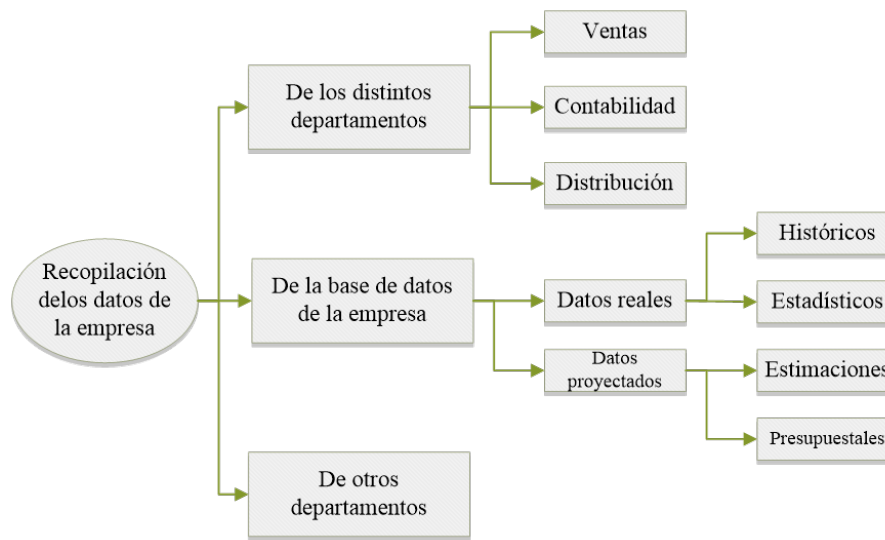 Recopilación
delos datos de
la empresa
De los distintos
departamentos
Ventas
Contabilidad
Distribución
De la base de datos
de la empresa
Datos reales
Históricos
Estadísticos
Datos
proyectados
Estimaciones
Presupuestales
De otros
departamentos